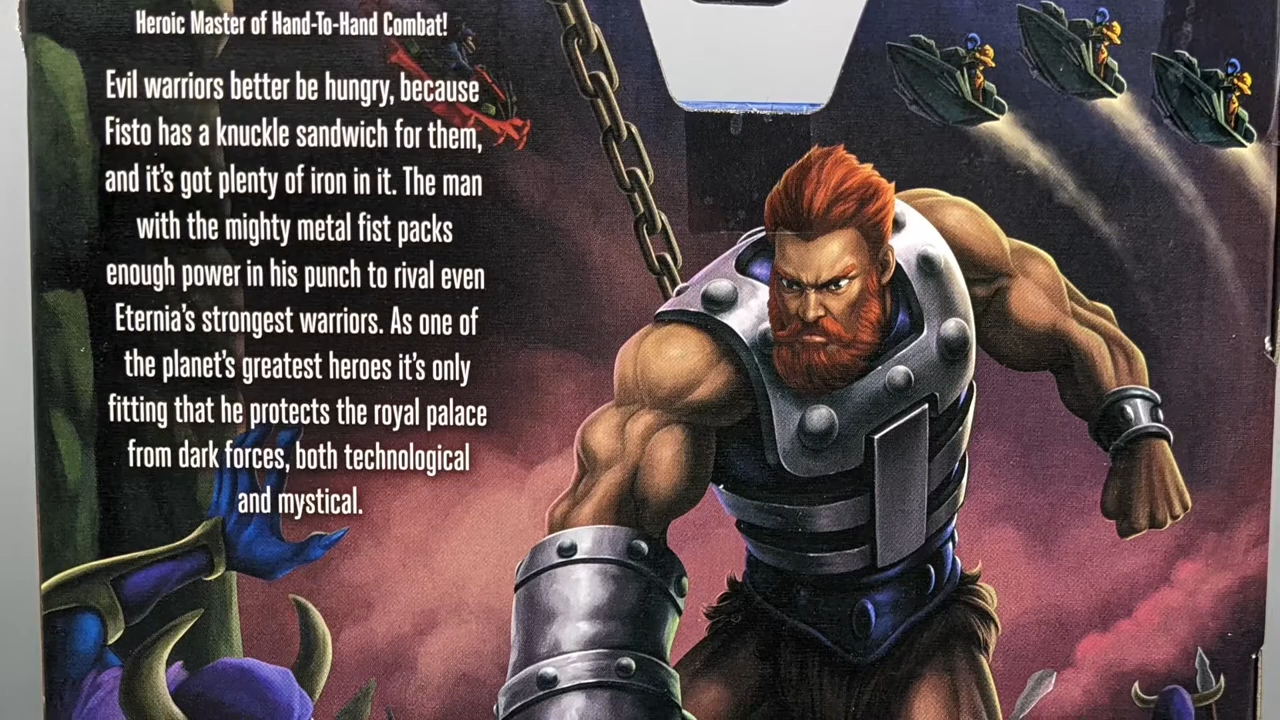 Heroic Master of Hand-To-Hand Combat!
Evil warriors better be hungry, because
Fisto has a knuckle sandwich for them,
and it's got plenty of iron in it. The man
with the mighty metal fist packs
enough power in his punch to rival even
Eternia's strongest warriors. As one of
the planet's greatest heroes it's only
fitting that he protects the royal palace
from dark forces, both technological
and mystical.